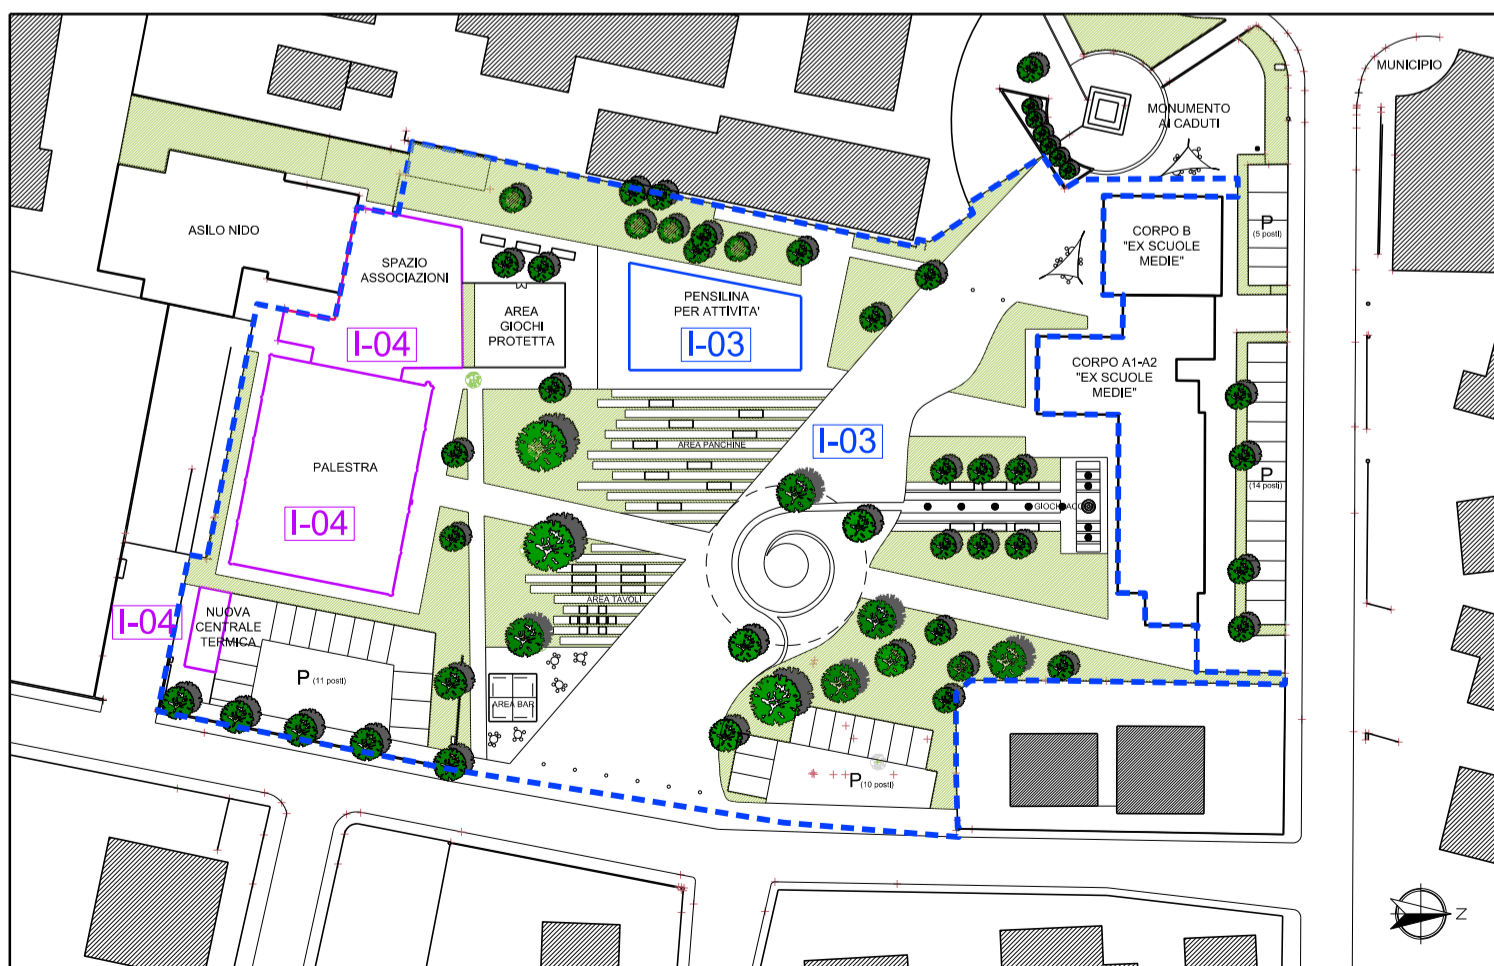 MUNICIPIO
MONUMENTO
AI CADUTI
ASILO NIDO
SPAZIO
ASSOCIAZIONI
I-04
AREA
GIOCHI
PROTETTA
PENSILINA
PER ATTIVITA'
I-03
CORPO B
"EX SCUOLE
MEDIE"
P
(5 posti)
CORPO A1-A2
"EX SCUOLE
MEDIE"
I-03
AREA PANCHINE
PALESTRA
I-04
P
(14 posti)
AREA TAVOLI
I-04
NUOVA
CENTRALE
TERMICA
P (11 posti)
AREA BAR
P (10 posti)
Z